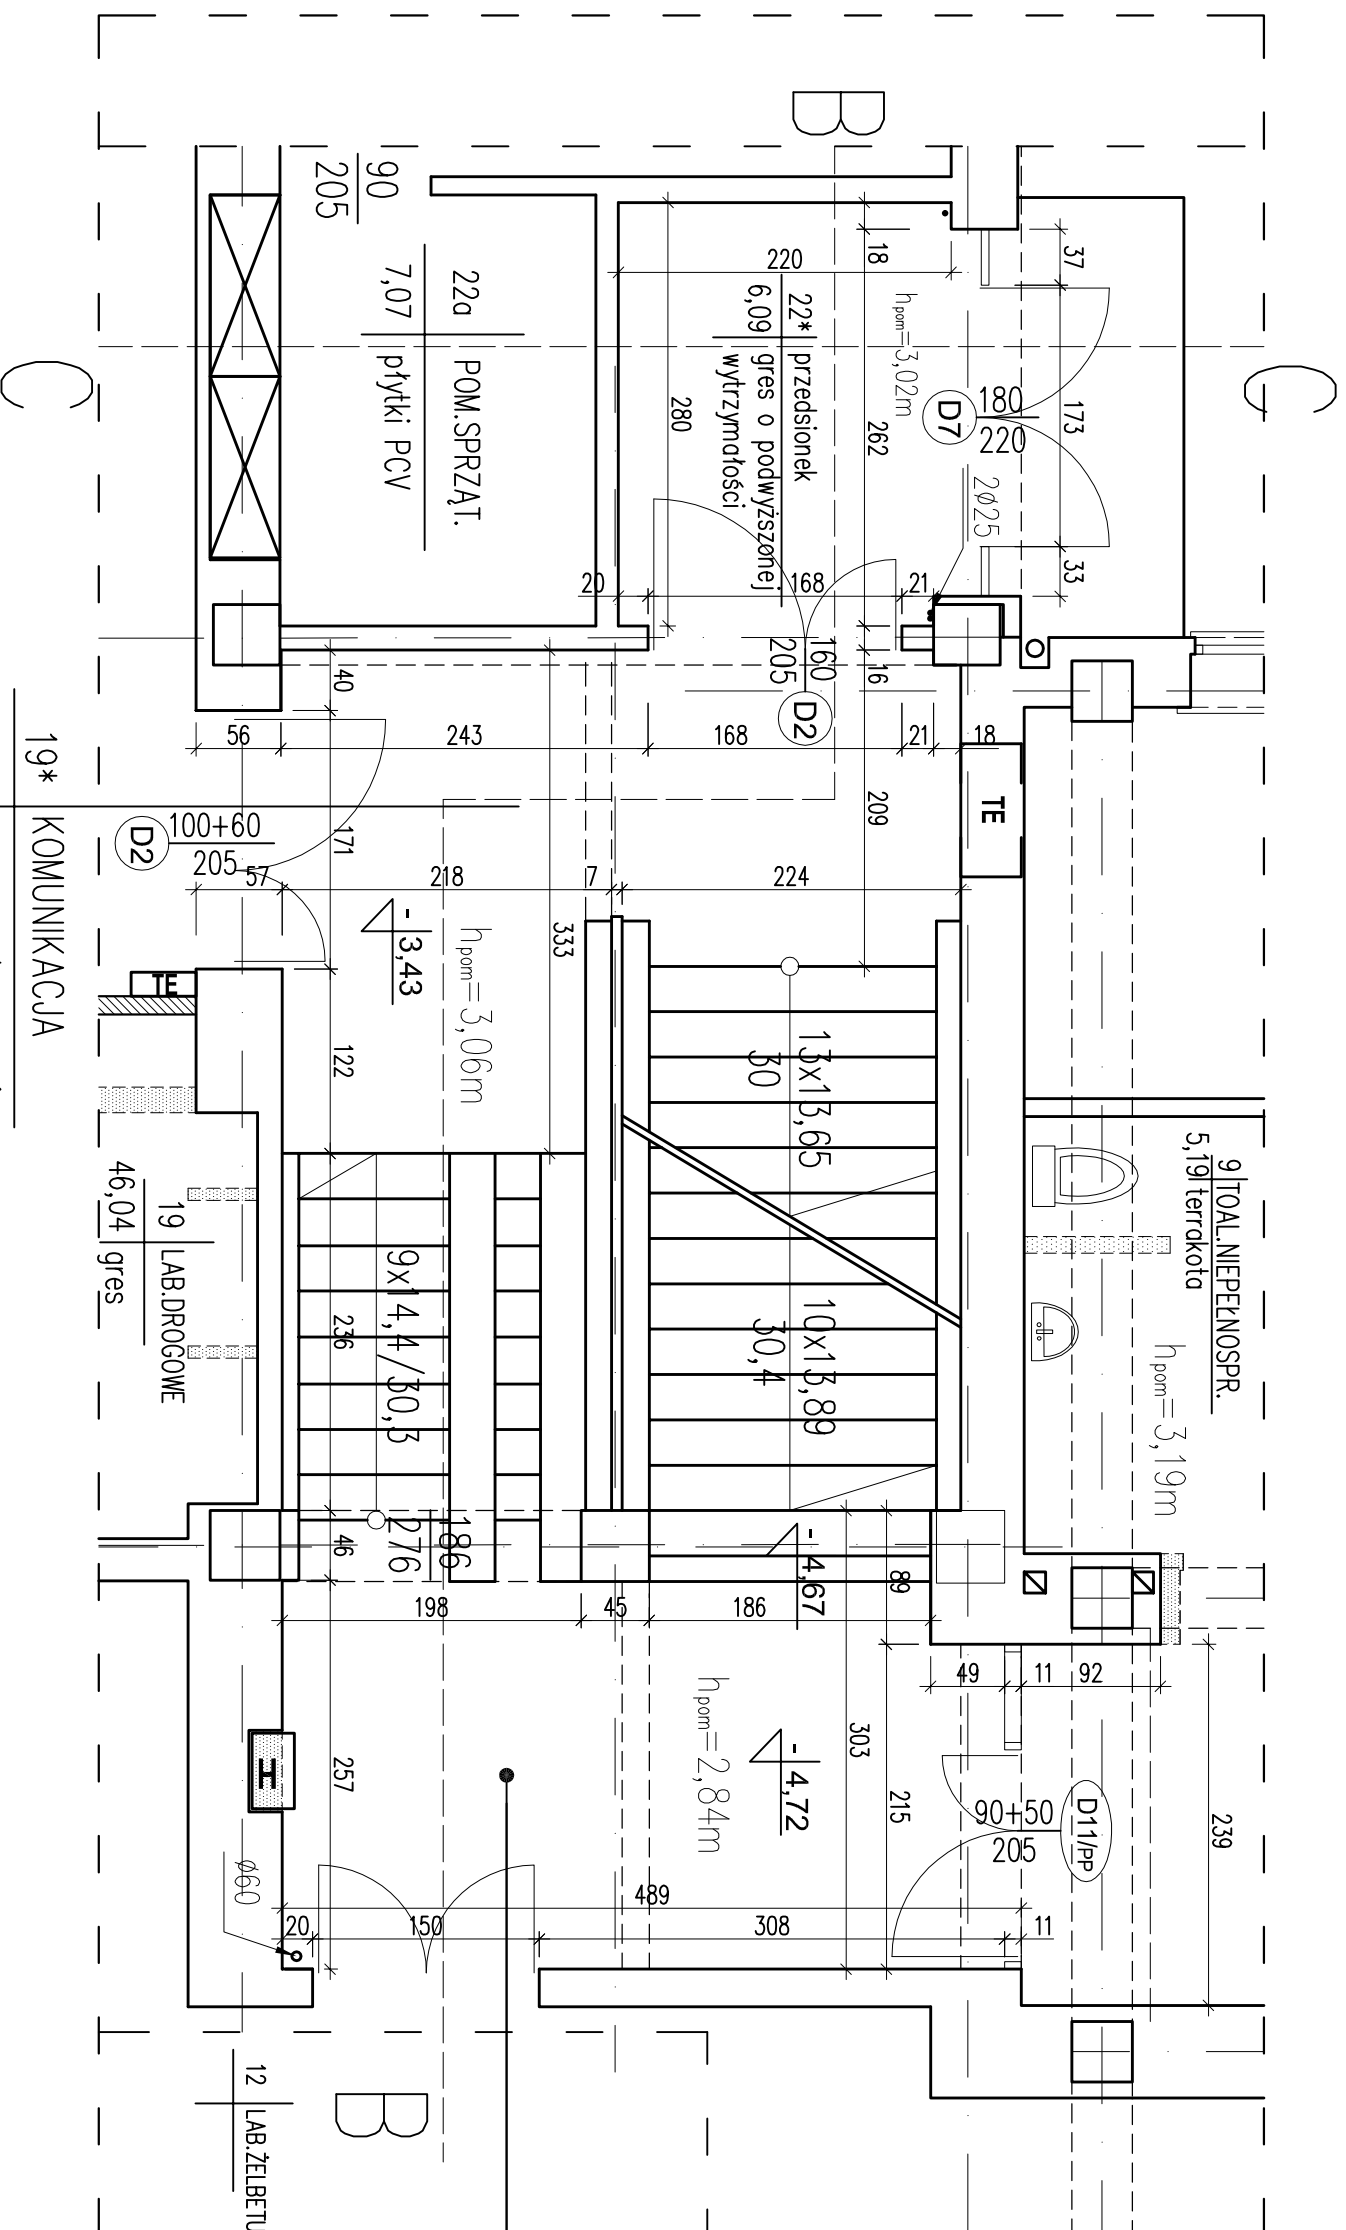 B
C
C
90
205
22a POM.SPRZĄT.
7,07 płytki PCV
220
18
37
22* przedsionek
6,09 gres o podwyższonej
wytrzymałości
hpom=3,02m
180
220
D7
173
262
280
2ø25
33
20
168
21
160
205
D2
16
40
56
243
168
21
18
TE
209
19* KOMUNIKACJA
D2
100+60
205
171
57
218
7
224
333
-3,43
hpom=3,06m
TE
122
13x13,65
30
10x13,89
30,4
9 TOAL.NIEPEŁNOSPR.
5,19 terrakota
hpom=3,19m
19 LAB.DROGOWE
46,04 gres
9x14,4/30,3
236
186
276
46
-4,67
89
198
45
186
49
11
92
hpom=2,84m
-4,72
303
215
239
90+50
205
D11/PP
H
257
ø60
489
20
150
308
11
12 LAB.ŻELBETU
B